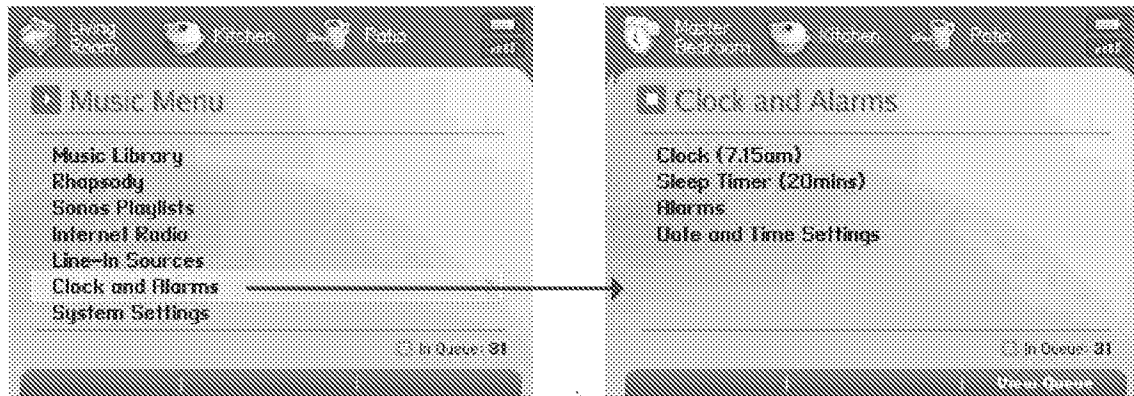 Living
Room
Kitchen
Patio
Music Menu
Music Library
Rhapsody
Sonos Playlists
Internet Radio
Line-In Sources
Clock and Alarms
System Settings
In Queue: 31
Master
Bedroom
Kitchen
Patio
Clock and Alarms
Clock (7.15am)
Sleep Timer (20mins)
Alarms
Date and Time Settings
In Queue: 31
View Queue